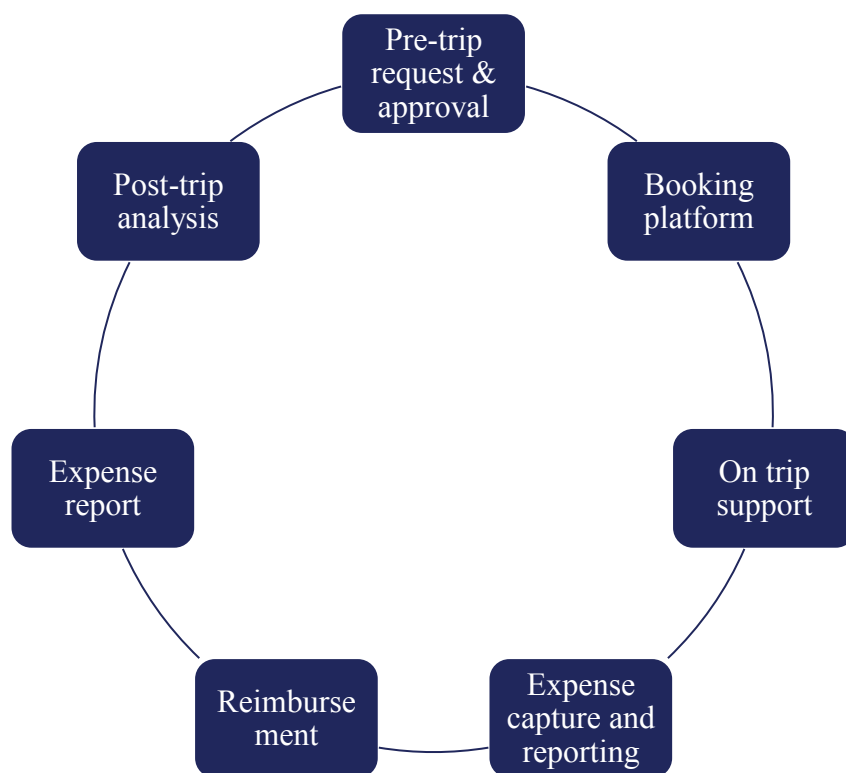 Pre-trip
request &
approval
Booking
platform
On trip
support
Expense
capture and
reporting
Reimburse
ment
Expense
report
Post-trip
analysis